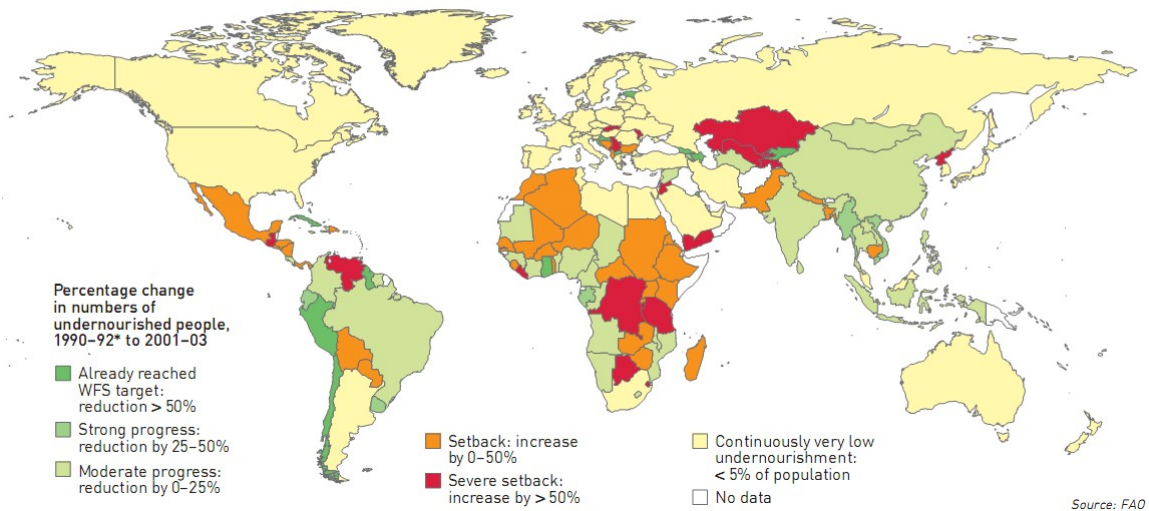 Percentage change
in numbers of
undernourished people,
1990–92* to 2001–03
Already reached
WFS target:
reduction > 50%
Strong progress:
reduction by 25–50%
Moderate progress:
reduction by 0–25%
Setback: increase
by 0–50%
Severe setback:
increase by > 50%
Continuously very low
undernourishment:
< 5% of population
No data
Source: FAO